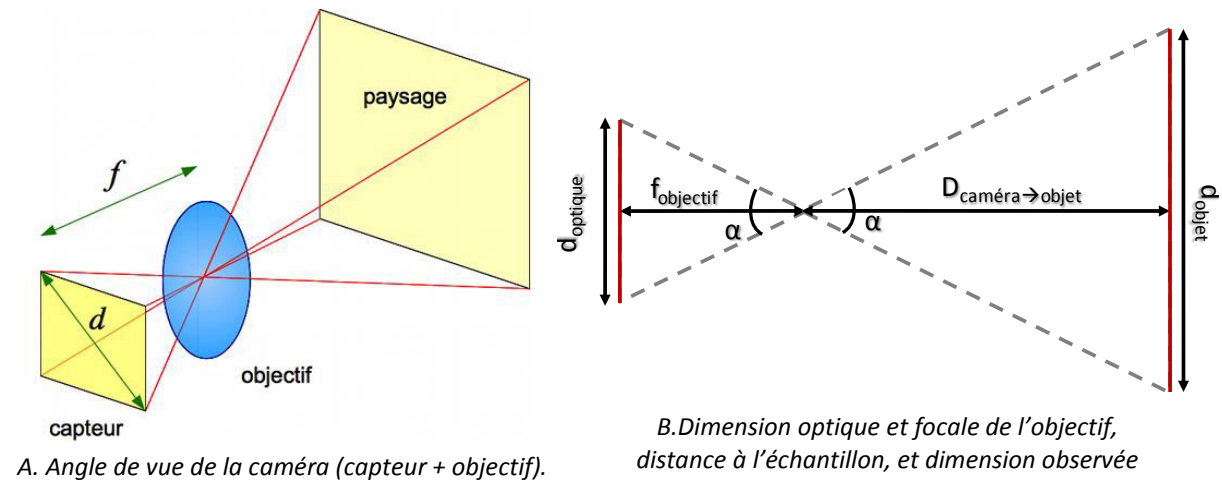 paysage
f
d
objectif
capteur
A. Angle de vue de la caméra (capteur + objectif).
d optique
f objectif
D caméra→objet
α
α
d objet
B.Dimension optique et focale de l’objectif,
distance à l’échantillon, et dimension observée